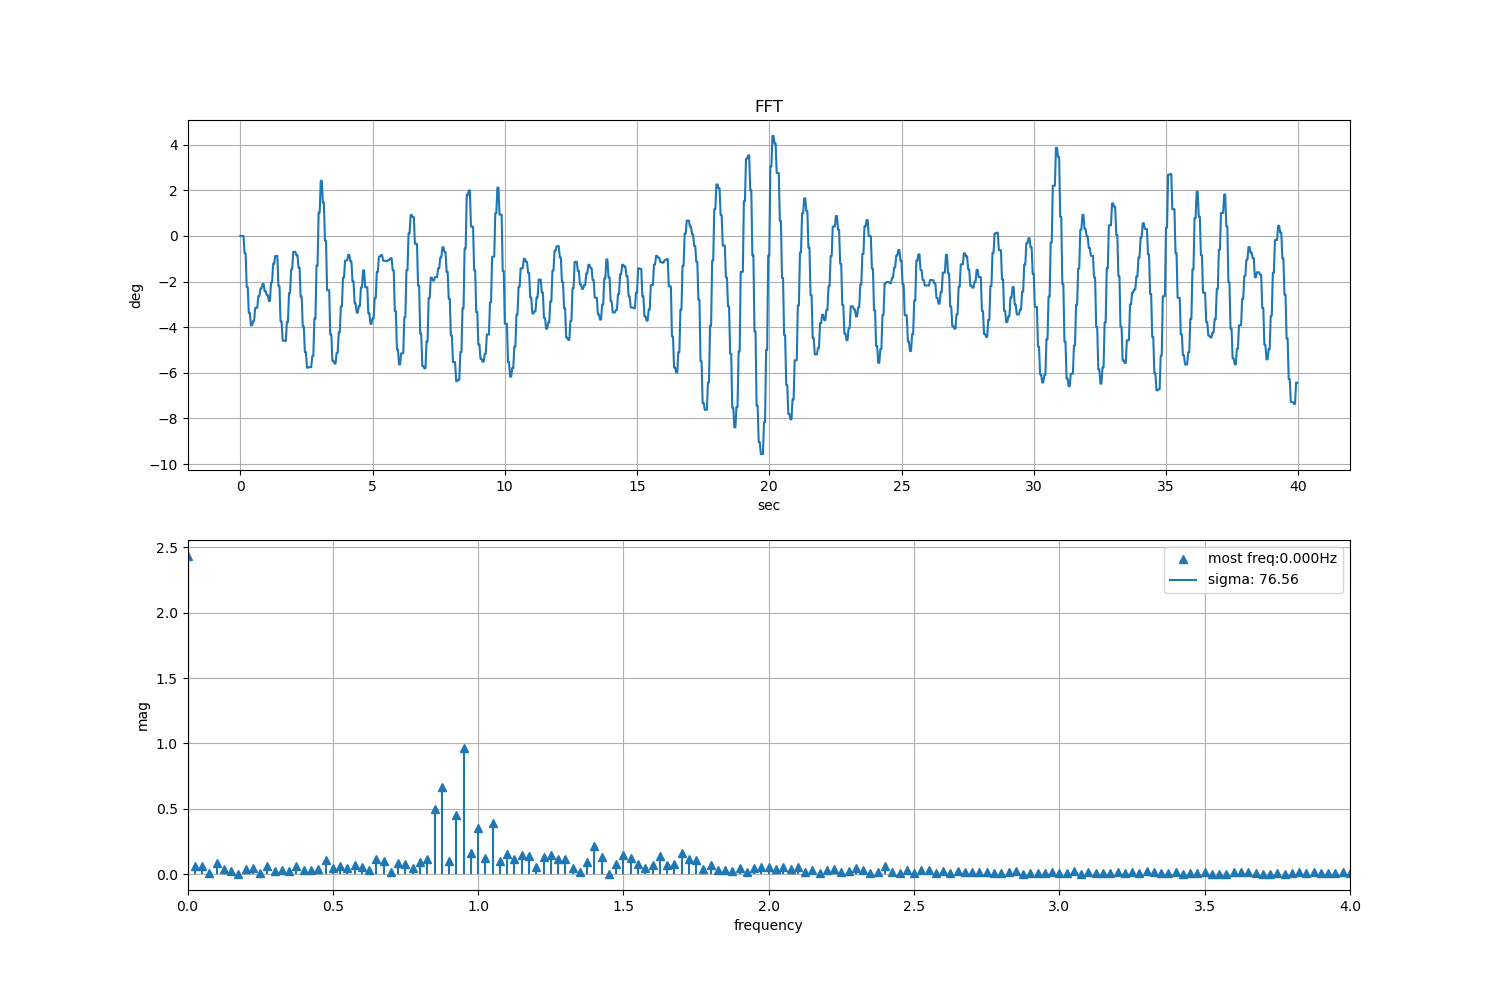 FFT
deg
4
2
0
−2
−4
−6
−8
−10
0 5 10 15 20 25 30 35 40
sec
mag
2.5
2.0
1.5
1.0
0.5
0.0
most freq:0.000Hz
sigma: 76.56
0.0 0.5 1.0 1.5 2.0 2.5 3.0 3.5 4.0
frequency